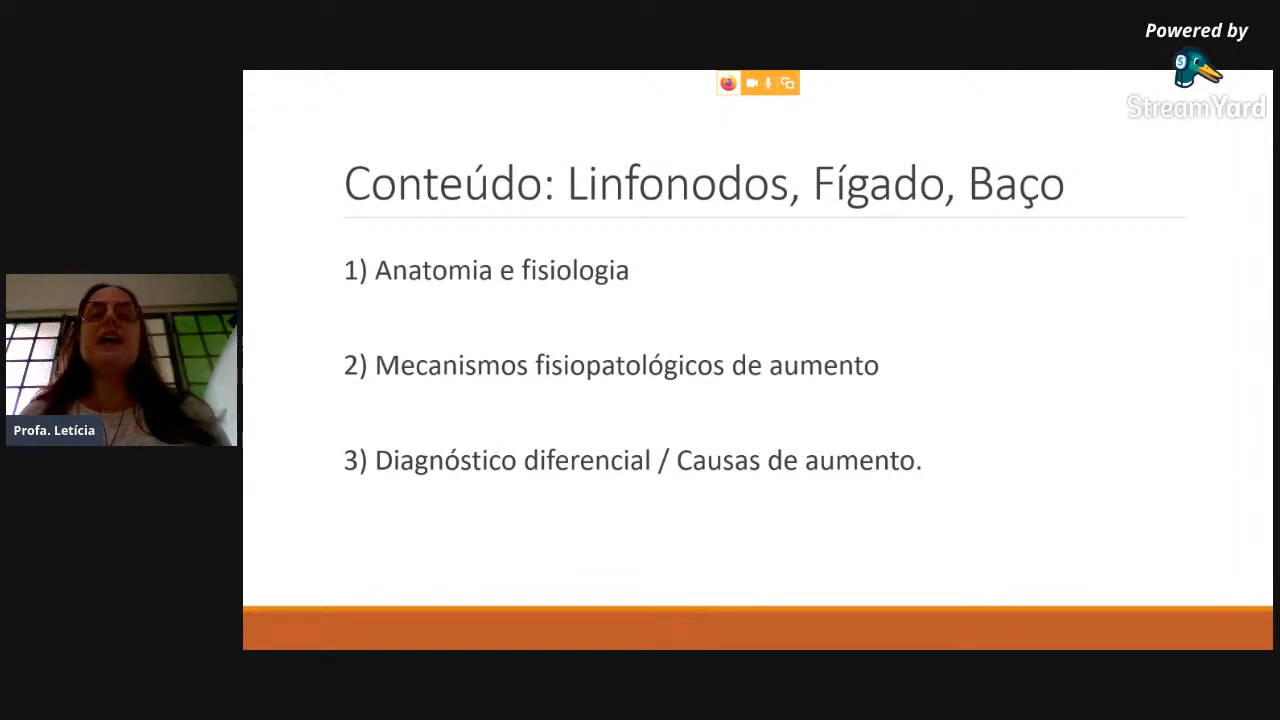 Powered by
StreamYard
Conteúdo: Linfonodos, Fígado, Baço
1) Anatomia e fisiologia
2) Mecanismos fisiopatológicos de aumento
3) Diagnóstico diferencial / Causas de aumento.
Profa. Letícia